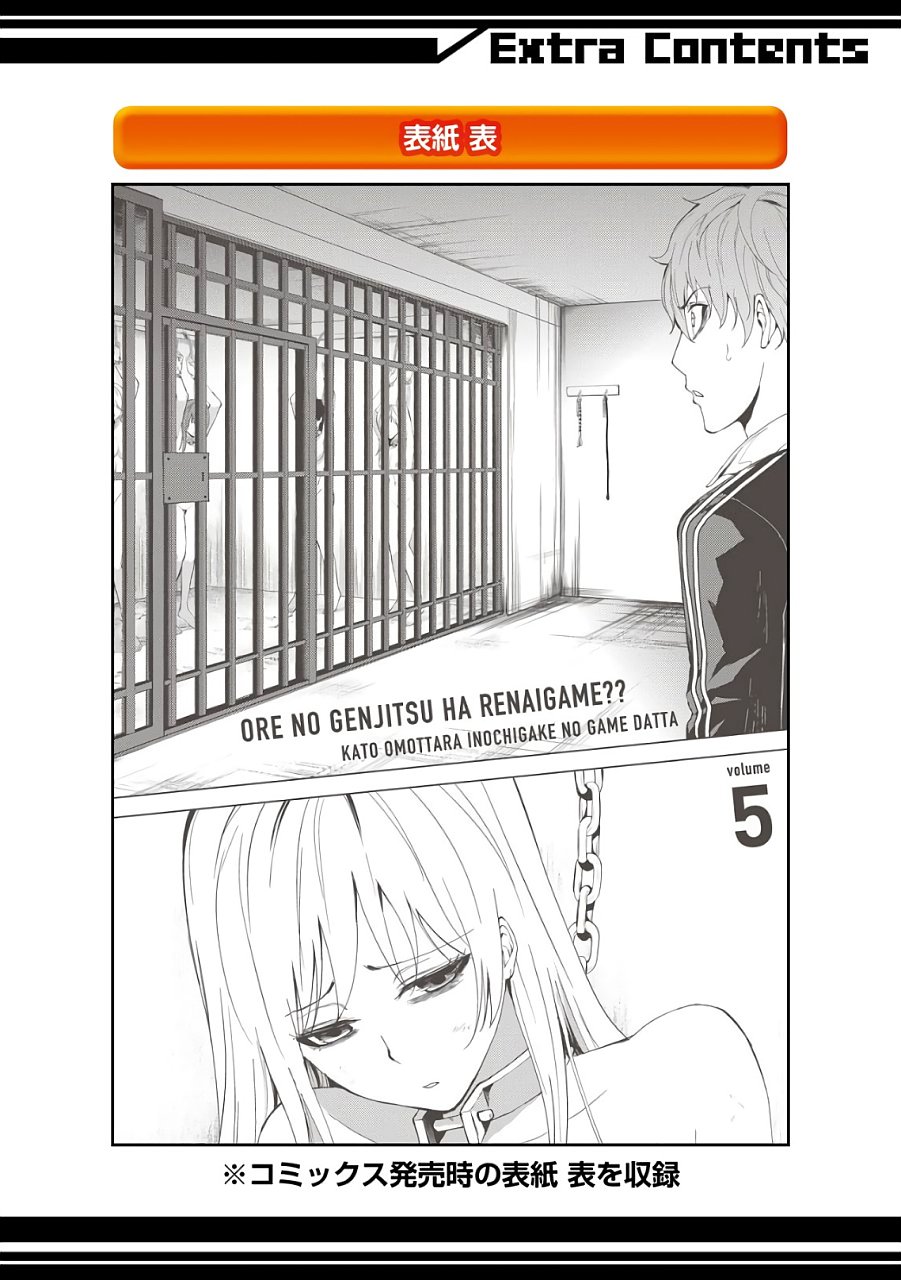 Extra Contents
表紙 表
ORE NO GENJITSU HA RENAIGAME??
KATO OMOTTARA INOCHIGAKE NO GAME DATTA
volume
5
※コミックス発売時の表紙 表を収録